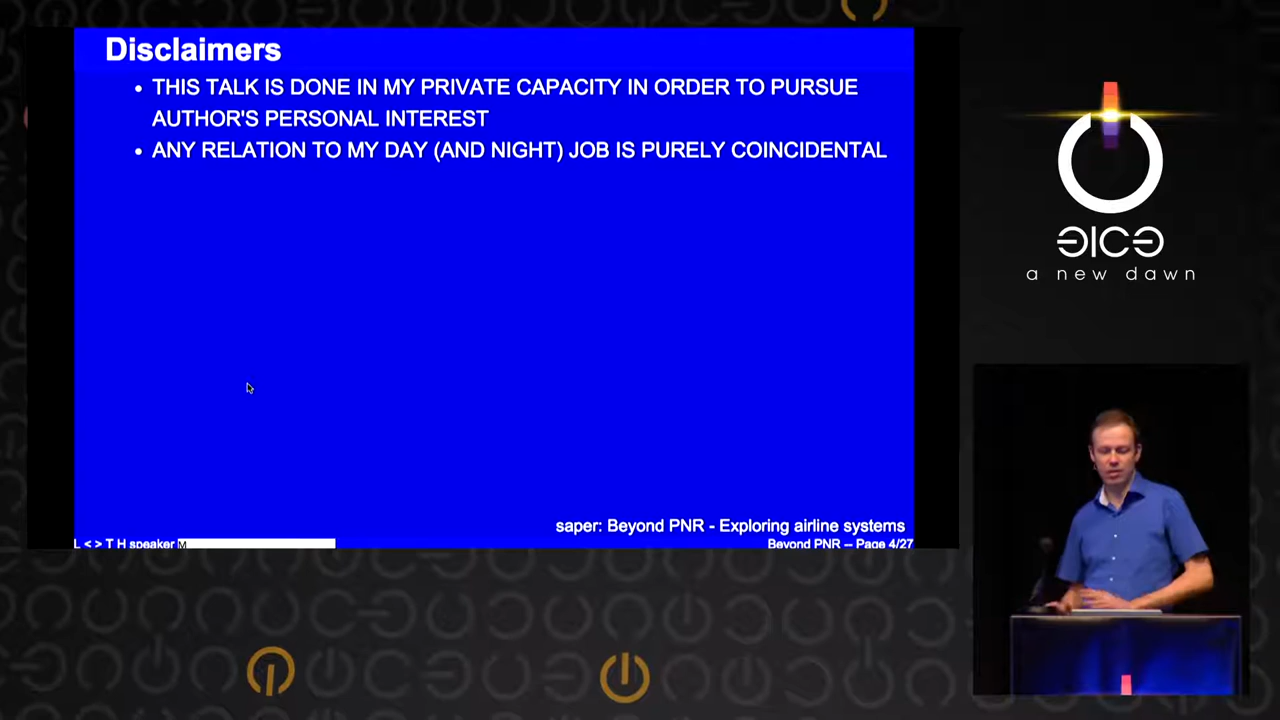 Disclaimers
• THIS TALK IS DONE IN MY PRIVATE CAPACITY IN ORDER TO PURSUE
AUTHOR'S PERSONAL INTEREST
• ANY RELATION TO MY DAY (AND NIGHT) JOB IS PURELY COINCIDENTAL
saper: Beyond PNR - Exploring airline systems
L < > T H speaker M
Beyond PNR -- Page 4/27
a new dawn